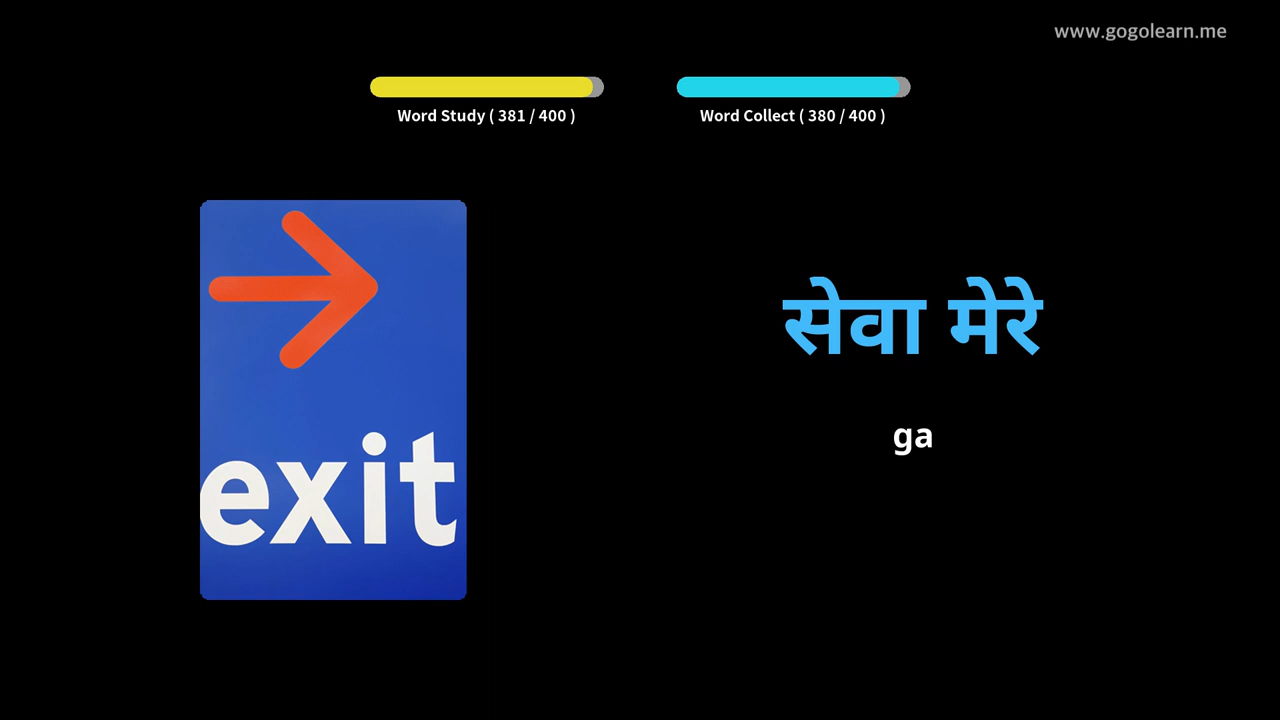 www.gogolearn.me
Word Study ( 381 / 400 )
Word Collect ( 380 / 400 )
exit
सेवा मेरे
ga